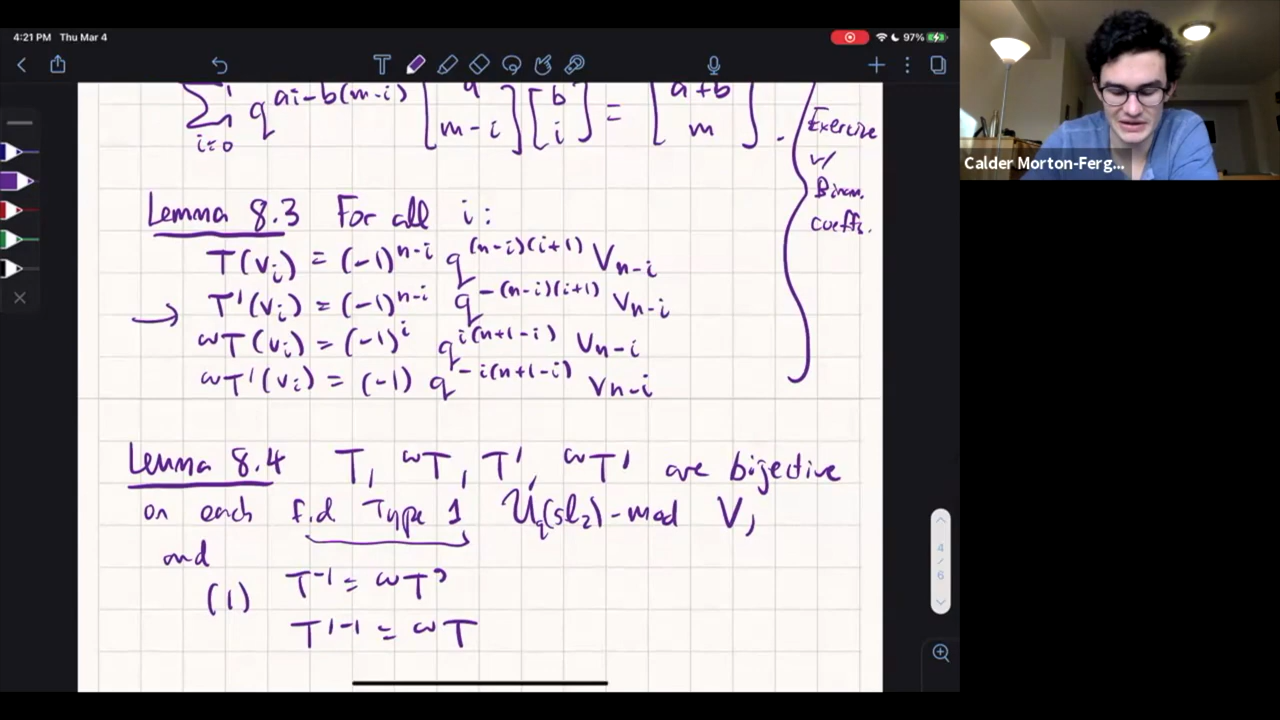 4:21 PM Thu Mar 4
97%
∑_{i=0} q^{ai-b(m-i)} [a m-i] [b i] = [a+b m].
Exercise
w/
Binom.
coeffs.
Lemma 8.3 For all i:
T(v_i) = (-1)^{n-i} q^{(n-i)(i+1)} v_{n-i}
→ T'(v_i) = (-1)^{n-i} q^{-(n-i)(i+1)} v_{n-i}
ωT(v_i) = (-1)^i q^{i(n+1-i)} v_{n-i}
ωT'(v_i) = (-1) q^{-i(n+1-i)} v_{n-i}
Lemma 8.4 T, ωT, T', ωT' are bijective
on each f.d Type 1 U_q(sl_2)-mod V,
and
(1) T^{-1} = ωT'
T'^{-1} = ωT
4
/
6
Calder Morton-Ferg...